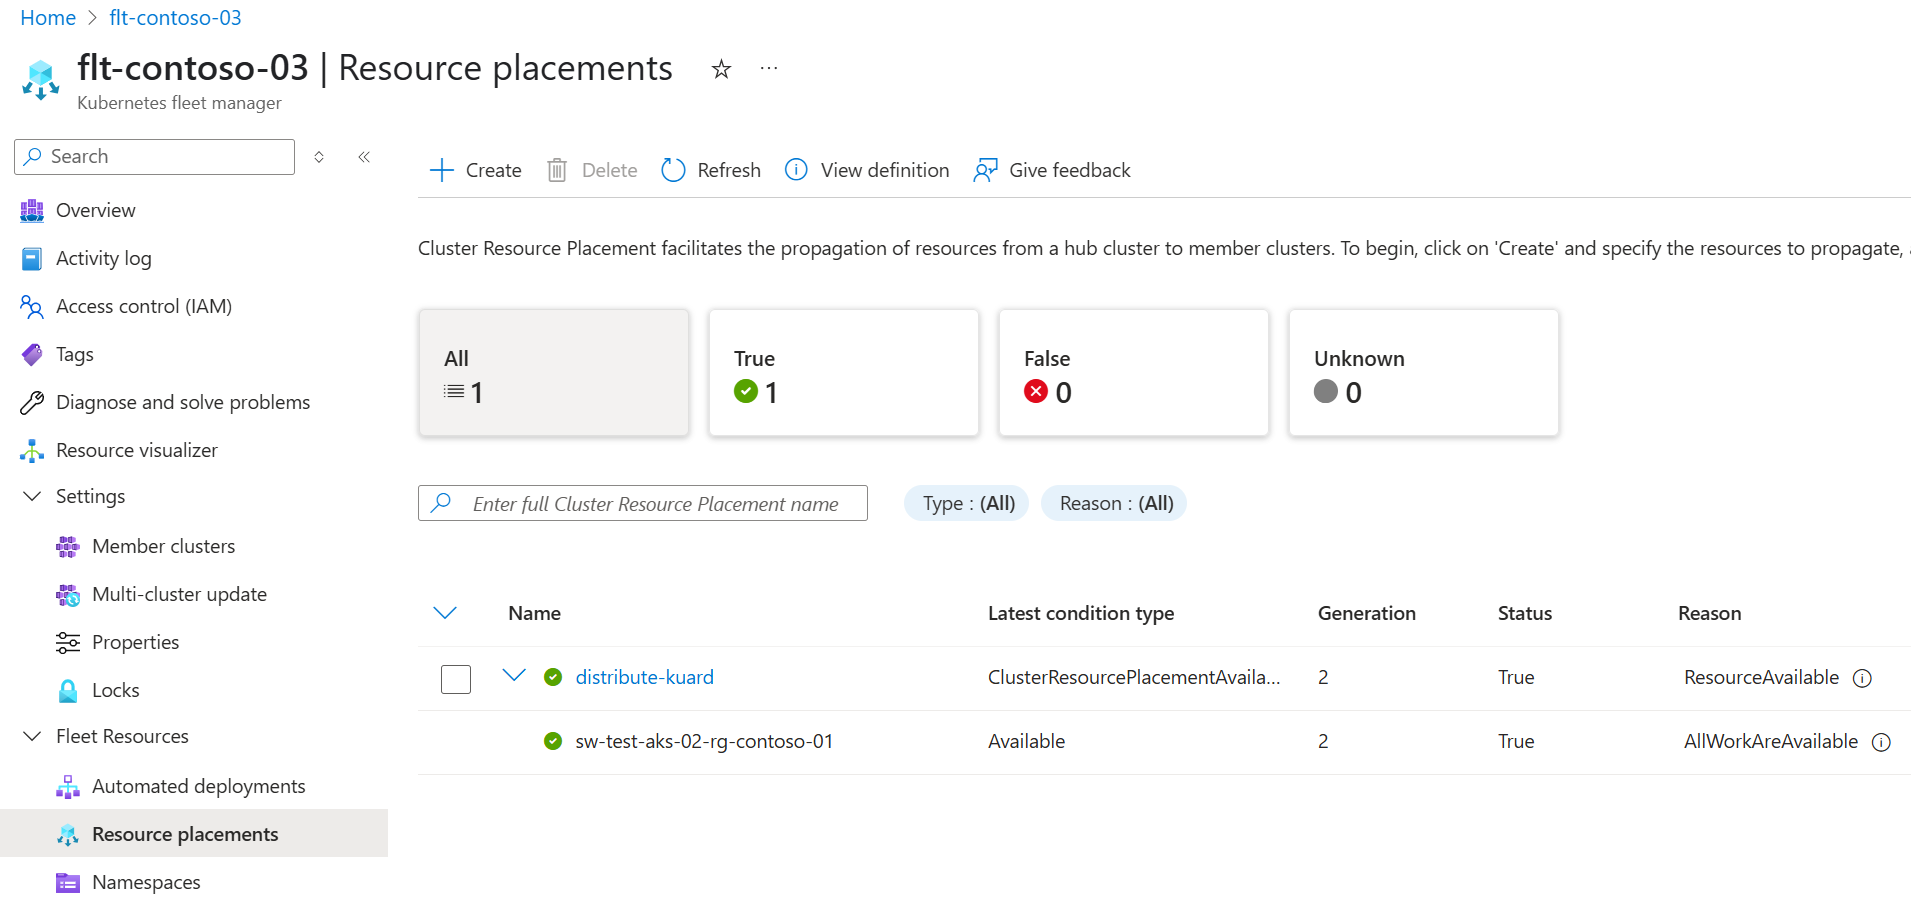 Home > flt-contoso-03
flt-contoso-03 | Resource placements
Kubernetes fleet manager
Search
Overview
Activity log
Access control (IAM)
Tags
Diagnose and solve problems
Resource visualizer
Settings
Member clusters
Multi-cluster update
Properties
Locks
Fleet Resources
Automated deployments
Resource placements
Namespaces
Create Delete Refresh View definition Give feedback
Cluster Resource Placement facilitates the propagation of resources from a hub cluster to member clusters. To begin, click on 'Create' and specify the resources to propagate,
All
1
True
1
False
0
Unknown
0
Enter full Cluster Resource Placement name Type : (All) Reason : (All)
Name Latest condition type Generation Status Reason
distribute-kuard ClusterResourcePlacementAvaila... 2 True ResourceAvailable
sw-test-aks-02-rg-contoso-01 Available 2 True AllWorkAreAvailable